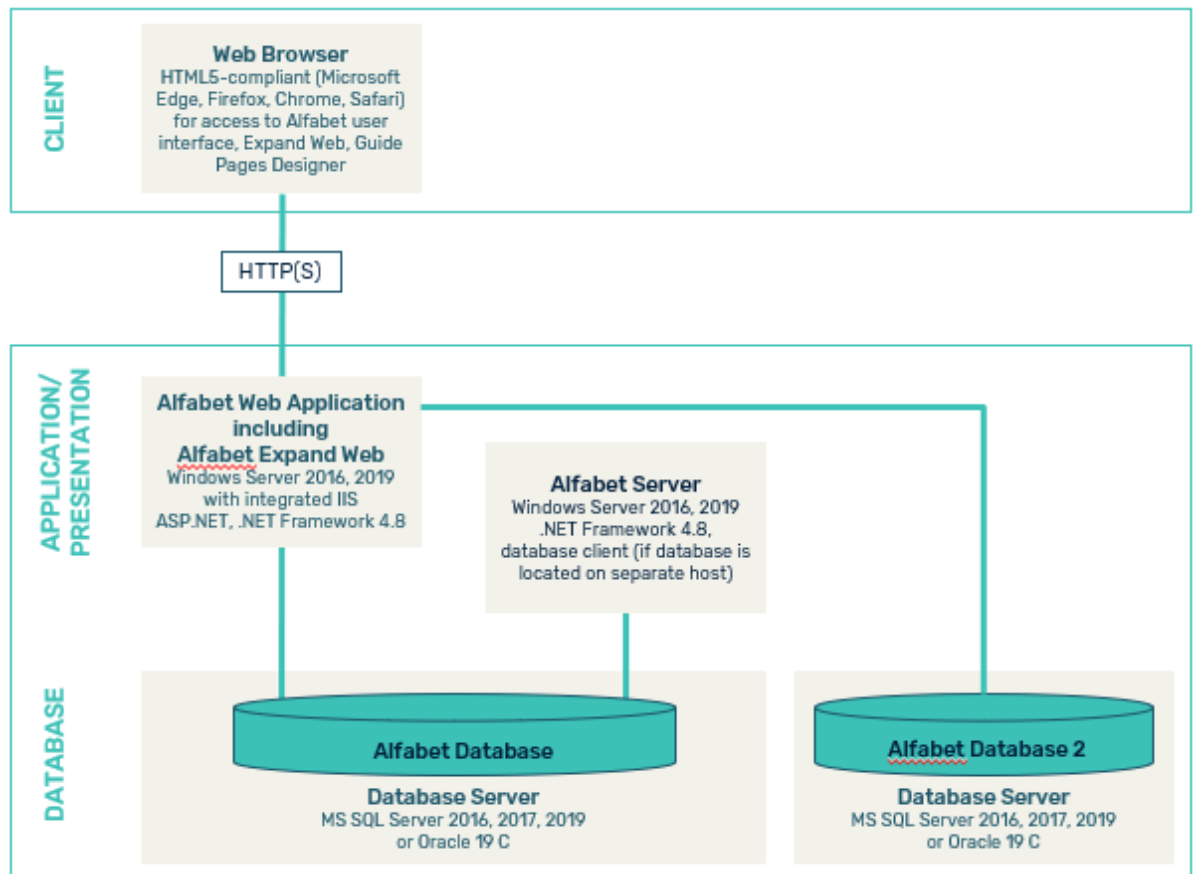 CLIENT
Web Browser
HTML5-compliant (Microsoft
Edge, Firefox, Chrome, Safari)
for access to Alfabet user
interface, Expand Web, Guide
Pages Designer
HTTP(S)
APPLICATION/
PRESENTATION
Alfabet Web Application
including
Alfabet Expand Web
Windows Server 2016, 2019
with integrated IIS
ASP.NET, .NET Framework 4.8
Alfabet Server
Windows Server 2016, 2019
.NET Framework 4.8,
database client (if database is
located on separate host)
DATABASE
Alfabet Database
Database Server
MS SQL Server 2016, 2017, 2019
or Oracle 19 C
Alfabet Database 2
Database Server
MS SQL Server 2016, 2017, 2019
or Oracle 19 C